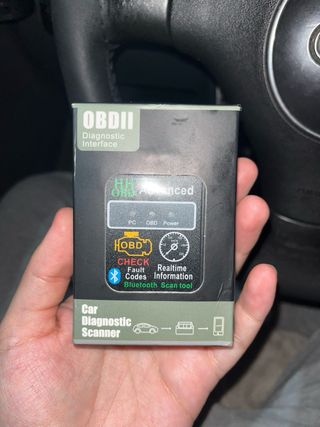 OBDII
Diagnostic
Interface
HH
OBD
Advanced
PC OBD Power
OBD
CHECK
Fault
Codes
Realtime
Information
Bluetooth Scan tool
Car
Diagnostic
Scanner